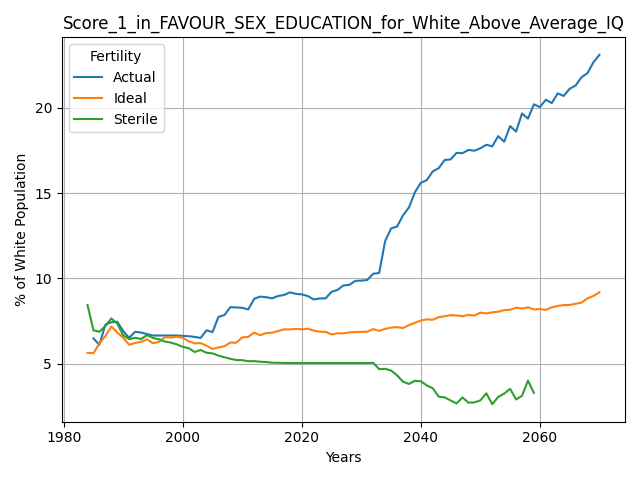 Score_1_in_FAVOUR_SEX_EDUCATION_for_White_Above_Average_IQ
Fertility
Actual
Ideal
Sterile
% of White Population
20
15
10
5
1980
2000
2020
2040
2060
Years